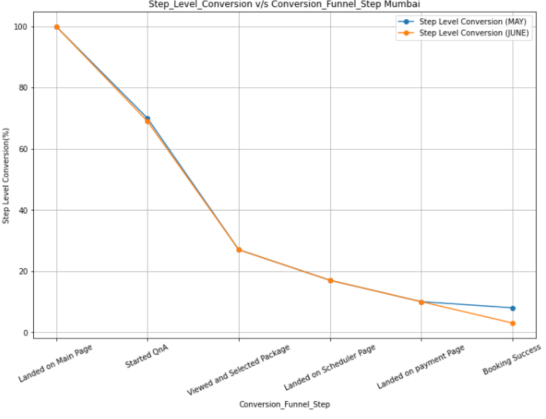 Step_Level_Conversion v/s Conversion_Funnel_Step Mumbai
Step Level Conversion (MAY)
Step Level Conversion (JUNE)
Step Level Conversion(%)
100
80
60
40
20
0
Landed on Main Page
Started QnA
Viewed and Selected Package
Landed on Scheduler Page
Landed on payment Page
Booking Success
Conversion_Funnel_Step